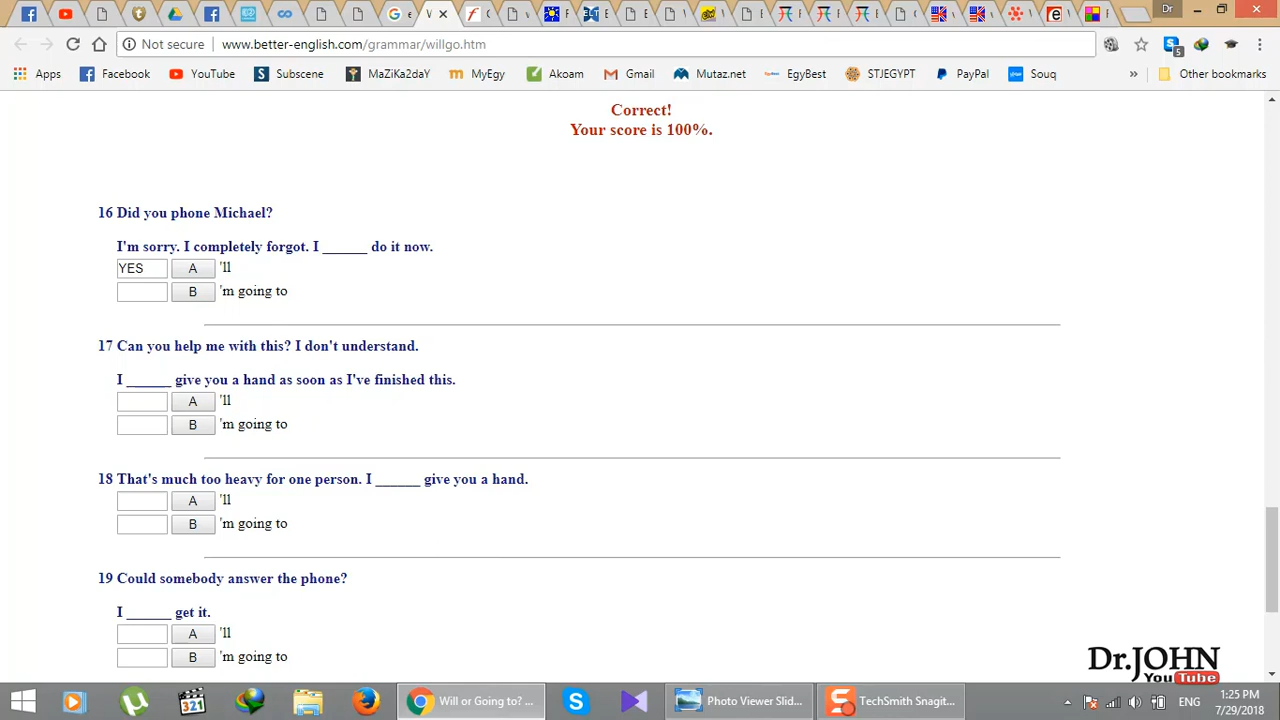 Dr
Not secure
www.better-english.com/grammar/willgo.htm
5
Apps
Facebook
YouTube
Subscene
MaZiKa2daY
MyEgy
Akoam
Gmail
Mutaz.net
EgyBest
STJEGYPT
PayPal
Souq
»
Other bookmarks
Correct!
Your score is 100%.
16 Did you phone Michael?
I'm sorry. I completely forgot. I ______ do it now.
YES A 'll
B 'm going to
17 Can you help me with this? I don't understand.
I ______ give you a hand as soon as I've finished this.
A 'll
B 'm going to
18 That's much too heavy for one person. I ______ give you a hand.
A 'll
B 'm going to
19 Could somebody answer the phone?
I ______ get it.
A 'll
B 'm going to
Dr.JOHN
YouTube
321
Will or Going to? ...
Photo Viewer Slid...
TechSmith Snagit...
ENG
1:25 PM
7/29/2018